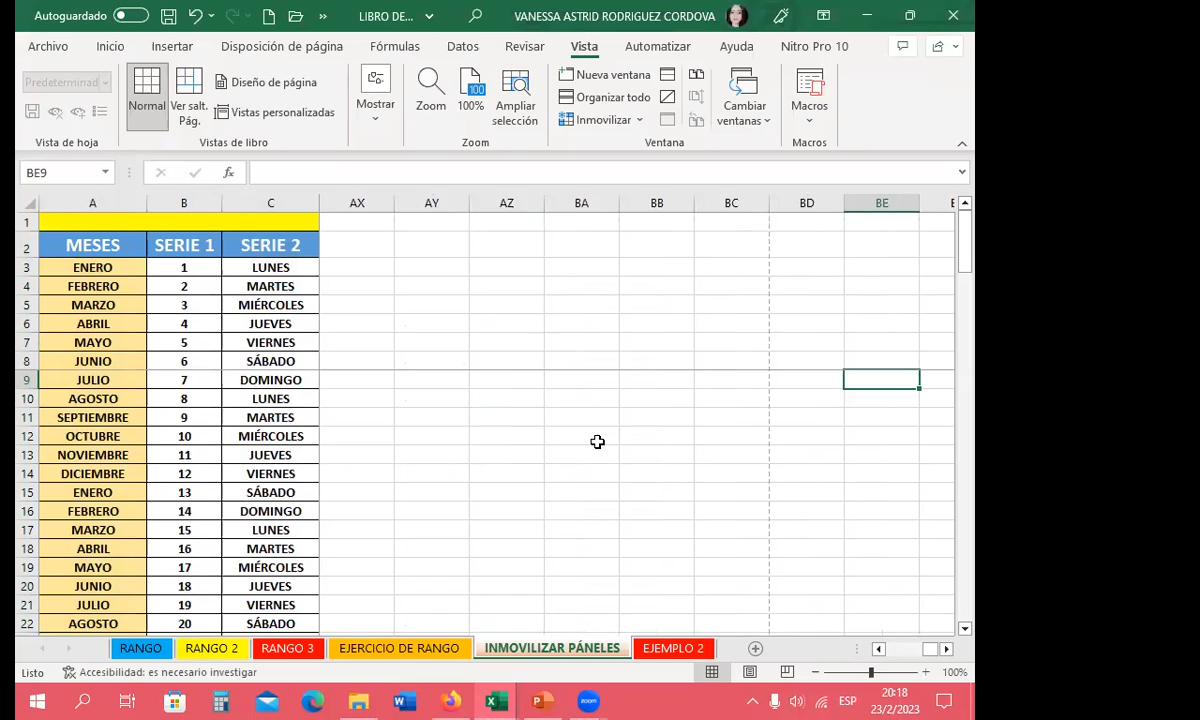 Autoguardado LIBRO DE... VANESSA ASTRID RODRIGUEZ CORDOVA
Archivo Inicio Insertar Disposición de página Fórmulas Datos Revisar Vista Automatizar Ayuda Nitro Pro 10
Predeterminad
Normal
Ver salt. Pág.
Diseño de página
Vistas personalizadas
Mostrar
Zoom
100
100%
Ampliar selección
Nueva ventana
Organizar todo
Inmovilizar
Cambiar ventanas
Macros
Vista de hoja Vistas de libro Zoom Ventana Macros
BE9 fx
A B C AX AY AZ BA BB BC BD BE
1
2 MESES SERIE 1 SERIE 2
3 ENERO 1 LUNES
4 FEBRERO 2 MARTES
5 MARZO 3 MIÉRCOLES
6 ABRIL 4 JUEVES
7 MAYO 5 VIERNES
8 JUNIO 6 SÁBADO
9 JULIO 7 DOMINGO
10 AGOSTO 8 LUNES
11 SEPTIEMBRE 9 MARTES
12 OCTUBRE 10 MIÉRCOLES
13 NOVIEMBRE 11 JUEVES
14 DICIEMBRE 12 VIERNES
15 ENERO 13 SÁBADO
16 FEBRERO 14 DOMINGO
17 MARZO 15 LUNES
18 ABRIL 16 MARTES
19 MAYO 17 MIÉRCOLES
20 JUNIO 18 JUEVES
21 JULIO 19 VIERNES
22 AGOSTO 20 SÁBADO
RANGO RANGO 2 RANGO 3 EJERCICIO DE RANGO INMOVILIZAR PÁNELES EJEMPLO 2
Listo Accesibilidad: es necesario investigar 100%
ESP 20:18
23/2/2023